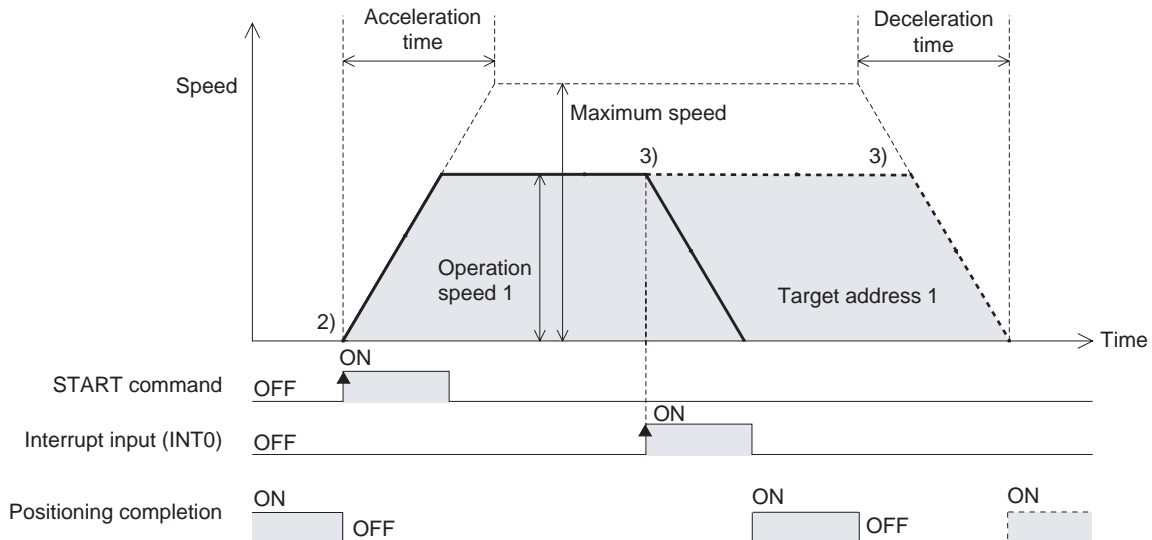 Acceleration
time
Deceleration
time
Speed
Maximum speed
3)
3)
Operation
speed 1
Target address 1
2)
Time
ON
START command
OFF
ON
Interrupt input (INT0)
OFF
ON
ON
ON
Positioning completion
OFF
OFF